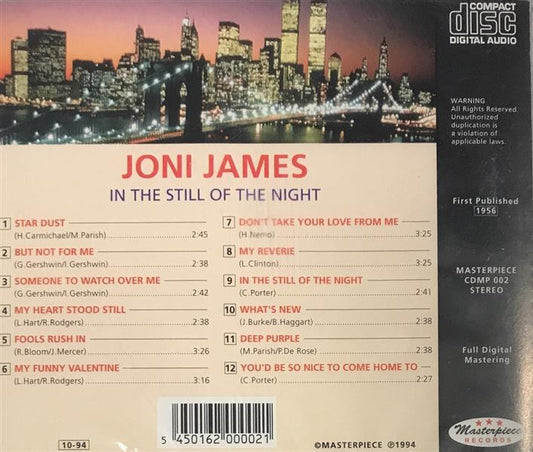 COMPACT
disc
DIGITAL AUDIO
WARNING
All Rights Reserved.
Unauthorized
duplication is
a violation of
applicable laws.
JONI JAMES
IN THE STILL OF THE NIGHT
1 STAR DUST
(H.Carmichael/M.Parish) 2:45
2 BUT NOT FOR ME
(G.Gershwin/I.Gershwin) 2:38
3 SOMEONE TO WATCH OVER ME
(G.Gershwin/I.Gershwin) 2:42
4 MY HEART STOOD STILL
(L.Hart/R.Rodgers) 2:38
5 FOOLS RUSH IN
(R.Bloom/J.Mercer) 3:26
6 MY FUNNY VALENTINE
(L.Hart/R.Rodgers) 3:16
7 DON'T TAKE YOUR LOVE FROM ME
(H.Nemo) 3:25
8 MY REVERIE
(L.Clinton) 3:25
9 IN THE STILL OF THE NIGHT
(C.Porter) 2:41
10 WHAT'S NEW
(J.Burke/B.Haggart) 2:38
11 DEEP PURPLE
(M.Parish/P.De Rose) 2:38
12 YOU'D BE SO NICE TO COME HOME TO
(C.Porter) 2:27
First Published
1956
MASTERPIECE
CDMP 002
STEREO
Full Digital
Mastering
10-94
5 450162 000021
©MASTERPIECE ℗1994
Masterpiece
RECORDS